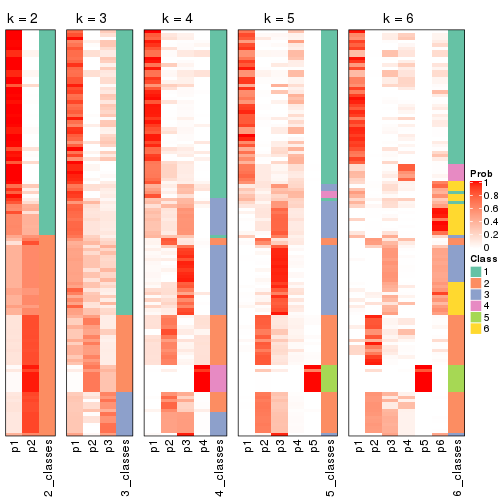 k = 2
k = 3
k = 4
k = 5
k = 6
p1
p2
2_classes
p1
p2
p3
3_classes
p1
p2
p3
p4
4_classes
p1
p2
p3
p4
p5
5_classes
p1
p2
p3
p4
p5
p6
6_classes
Prob
1
0.8
0.6
0.4
0.2
0
Class
1
2
3
4
5
6